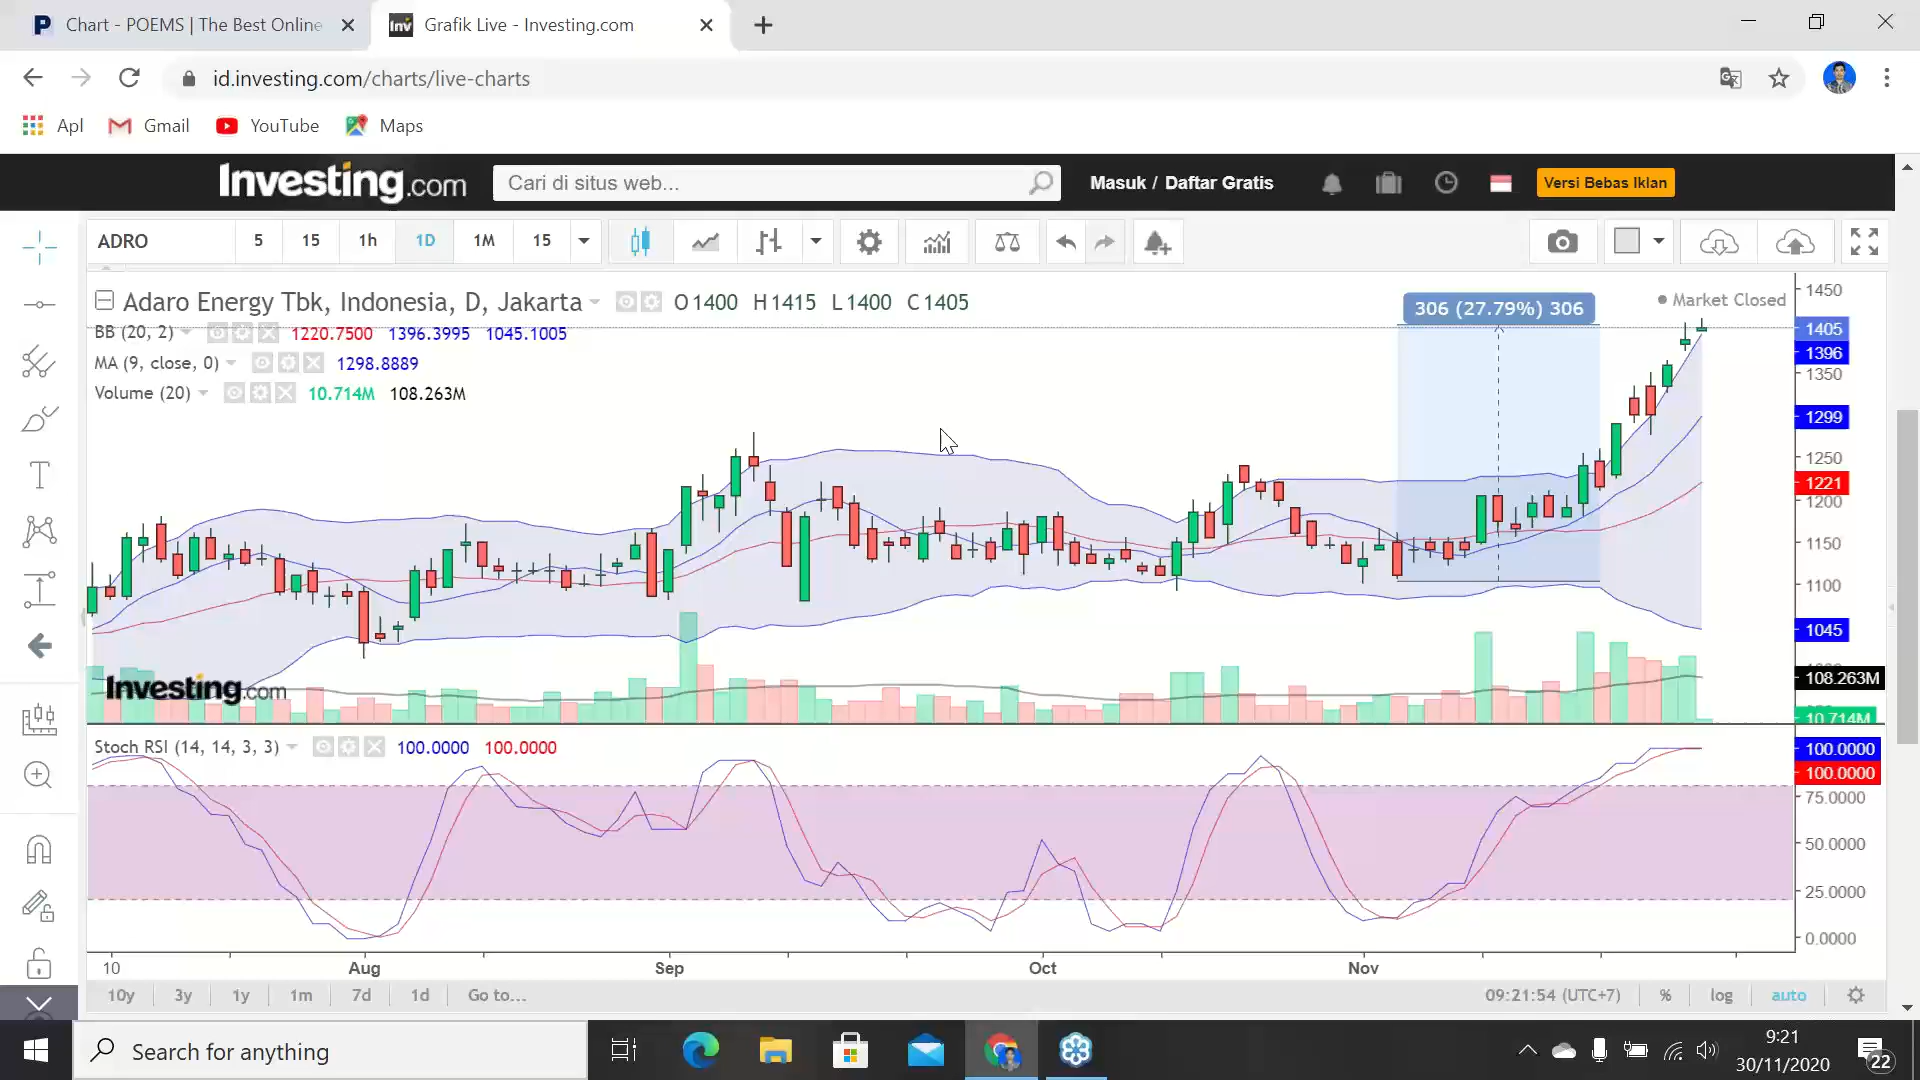 Chart - POEMS | The Best Online
Grafik Live - Investing.com
id.investing.com/charts/live-charts
Apl
Gmail
YouTube
Maps
Investing.com
Cari di situs web...
Masuk / Daftar Gratis
Versi Bebas Iklan
ADRO
5
15
1h
1D
1M
15
Adaro Energy Tbk, Indonesia, D, Jakarta
O 1400 H 1415 L 1400 C 1405
306 (27.79%) 306
Market Closed
BB (20, 2)
1220.7500 1396.3995 1045.1005
MA (9, close, 0)
1298.8889
Volume (20)
10.714M 108.263M
1450
1405
1396
1350
1299
1250
1221
1200
1150
1100
1045
108.263M
10.714M
Investing.com
Stoch RSI (14, 14, 3, 3)
100.0000 100.0000
100.0000
100.0000
75.0000
50.0000
25.0000
0.0000
10
Aug
Sep
Oct
Nov
10y
3y
1y
1m
7d
1d
Go to...
09:21:54 (UTC+7)
%
log
auto
Search for anything
9:21
30/11/2020
22